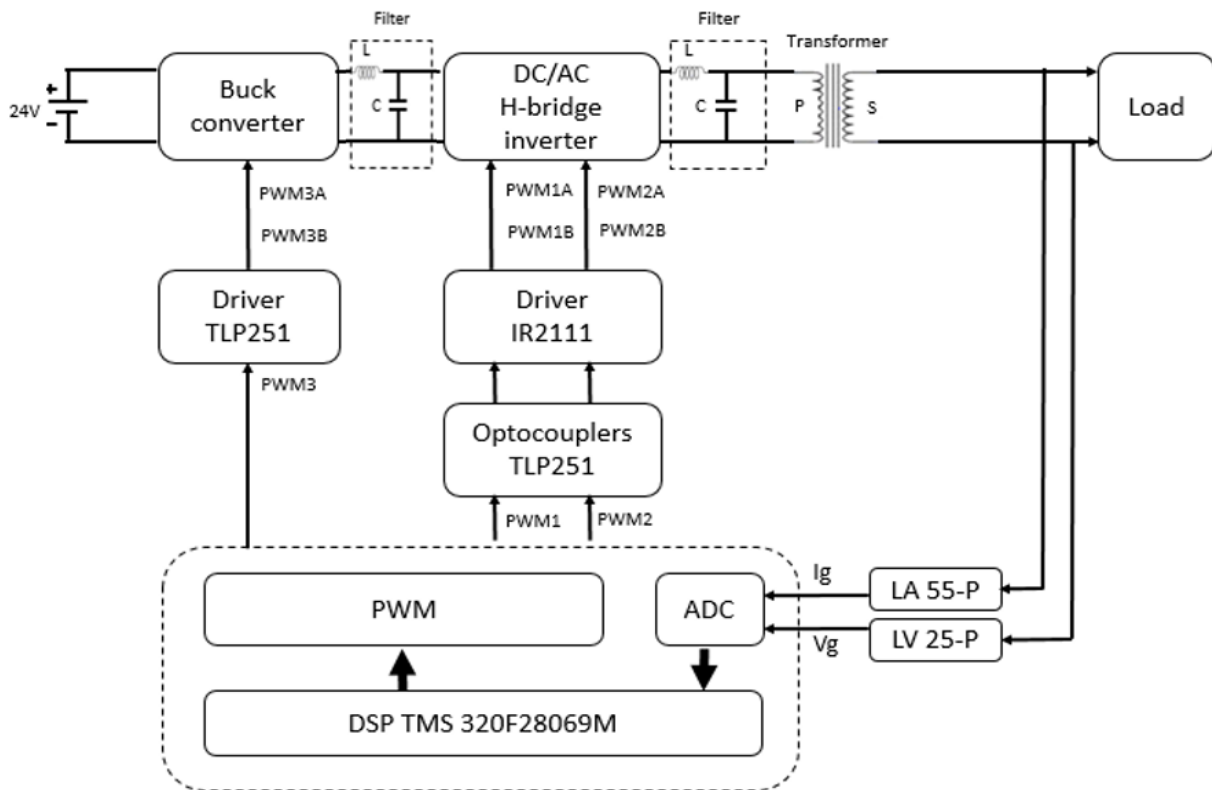 Filter
Filter
L
L
Transformer
+
24V
-
Buck
converter
C
DC/AC
H-bridge
inverter
C
P
S
Load
PWM3A
PWM3B
PWM1A
PWM2A
PWM1B
PWM2B
Driver
TLP251
Driver
IR2111
PWM3
Optocouplers
TLP251
PWM1
PWM2
PWM
ADC
Ig
LA 55-P
Vg
LV 25-P
DSP TMS 320F28069M